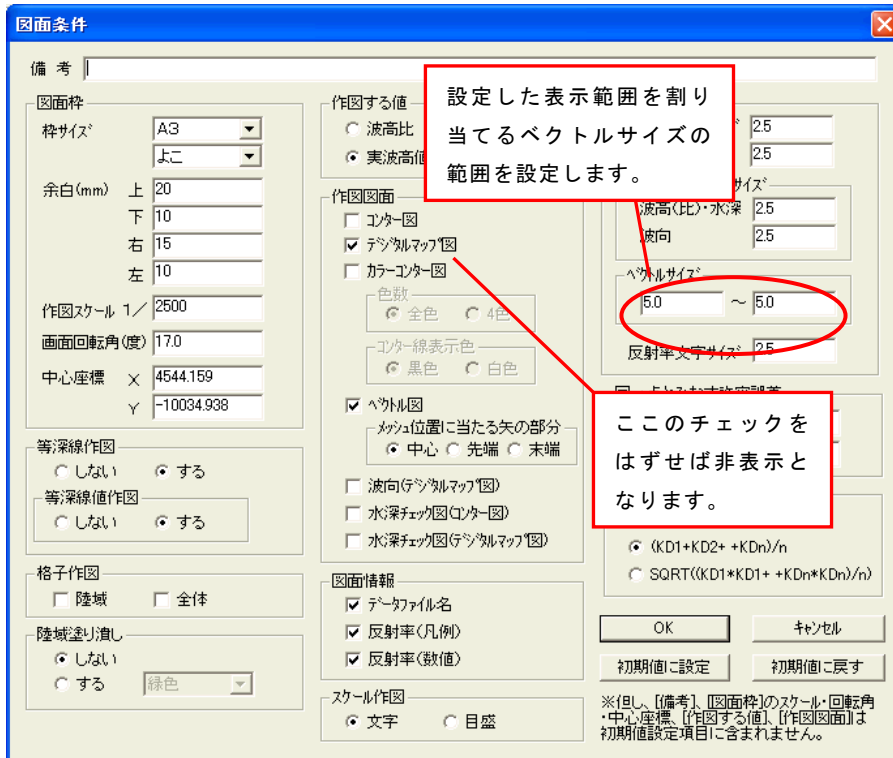 図面条件
備 考
図面枠
枠サイズ A3
よこ
余白(mm) 上 20
下 10
右 15
左 10
作図スケール 1/ 2500
画面回転角(度) 17.0
中心座標 X 4544.159
Y -10034.938
等深線作図
しない する
等深線値作図
しない する
格子作図
陸域 全体
陸域塗り潰し
しない
する 緑色
作図する値
波高比
実波高値
作図図面
コンター図
デジタルマップ図
カラーコンター図
色数
全色 4色
コンター線表示色
黒色 白色
ベクトル図
メッシュ位置に当たる矢の部分
中心 先端 末端
波向(デジタルマップ図)
水深チェック図(コンター図)
水深チェック図(デジタルマップ図)
図面情報
データファイル名
反射率(凡例)
反射率(数値)
スケール作図
文字 目盛
設定した表示範囲を割り
当てるベクトルサイズの
範囲を設定します。
2.5
2.5
サイズ
波高(比)・水深 2.5
波向 2.5
ベクトルサイズ
5.0 ～ 5.0
反射率文字サイズ 2.5
ここのチェックを
はずせば非表示と
なります。
(KD1+KD2+ +KDn)/n
SQRT((KD1*KD1+ +KDn*KDn)/n)
OK キャンセル
初期値に設定 初期値に戻す
※但し、[備考]、[図面枠]のスケール・回転角
・中心座標、[作図する値]、[作図図面]は
初期値設定項目に含まれません。